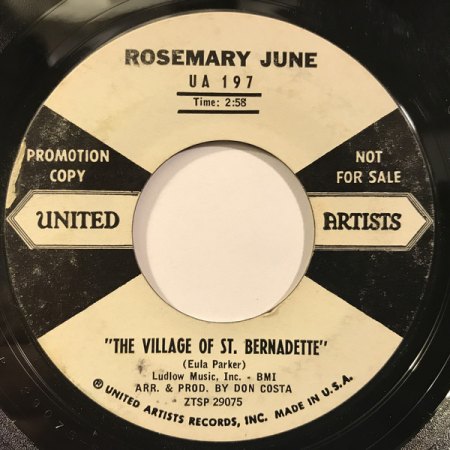 ROSEMARY JUNE
UA 197
Time: 2:58
PROMOTION
COPY
NOT
FOR SALE
UNITED
ARTISTS
"THE VILLAGE OF ST. BERNADETTE"
(Eula Parker)
Ludlow Music, Inc. - BMI
ARR. & PROD. BY DON COSTA
ZTSP 29075
℗ UNITED ARTISTS RECORDS, INC. MADE IN U.S.A.